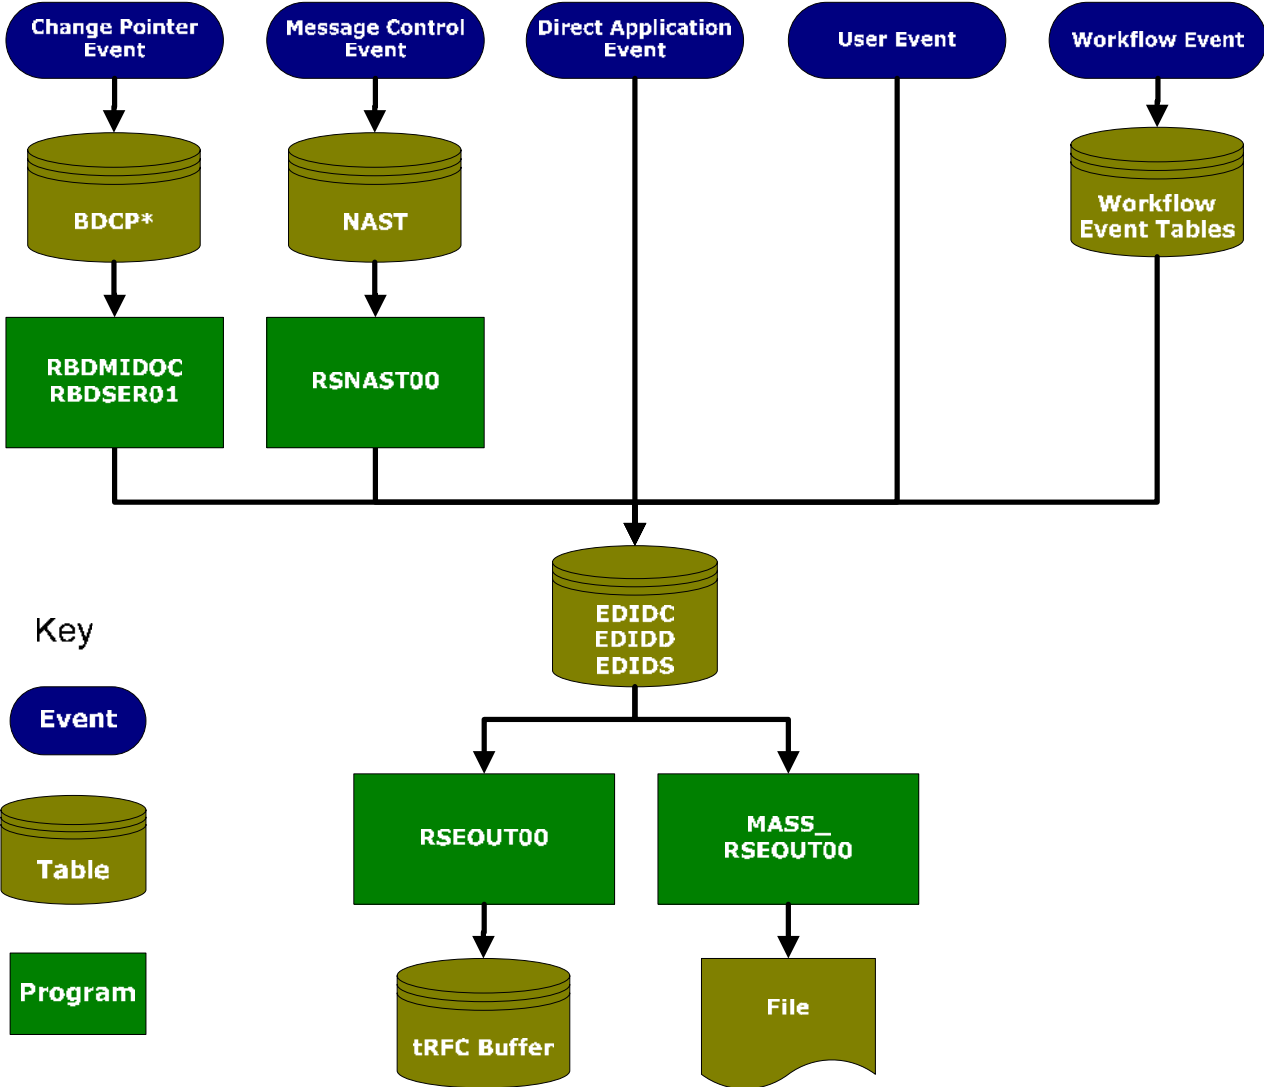 Change Pointer
Event
Message Control
Event
Direct Application
Event
User Event
Workflow Event
BDCP*
NAST
Workflow
Event Tables
RBDMIDOC
RBDSER01
RSNAST00
EDIDC
EDIDD
EDIDS
Key
Event
Table
Program
RSEOUT00
MASS_
RSEOUT00
tRFC Buffer
File